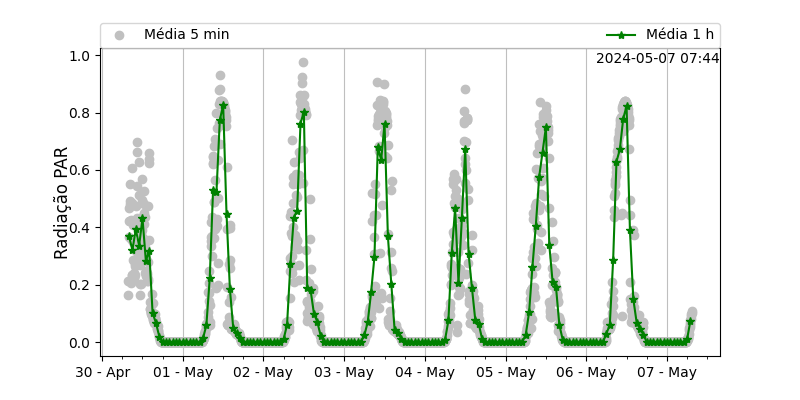 Média 5 min
Média 1 h
2024-05-07 07:44
Radiação PAR
1.0
0.8
0.6
0.4
0.2
0.0
30 - Apr
01 - May
02 - May
03 - May
04 - May
05 - May
06 - May
07 - May